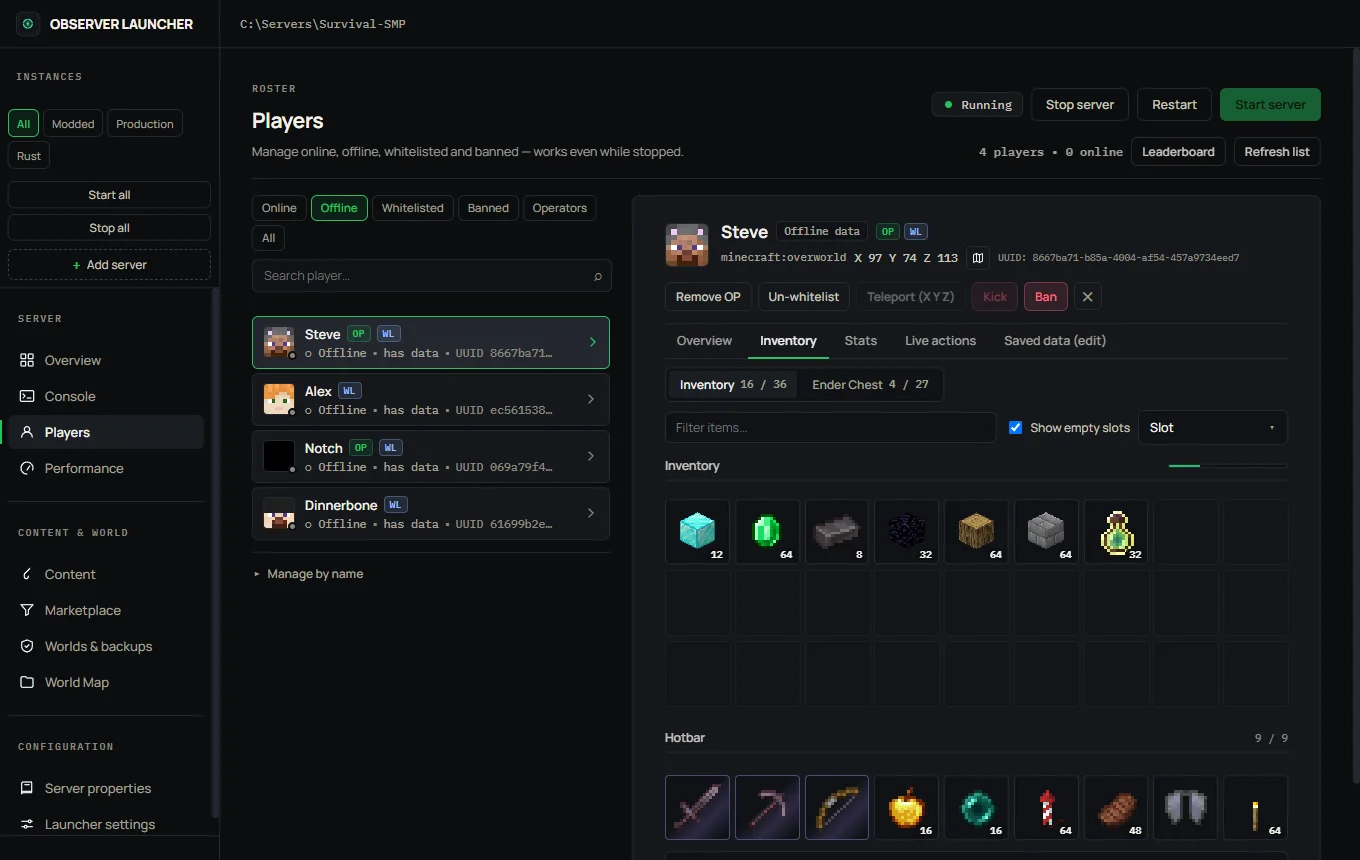 OBSERVER LAUNCHER
C:\Servers\Survival-SMP
INSTANCES
All
Modded
Production
Rust
Start all
Stop all
+ Add server
SERVER
Overview
Console
Players
Performance
CONTENT & WORLD
Content
Marketplace
Worlds & backups
World Map
CONFIGURATION
Server properties
Launcher settings
ROSTER
Players
Manage online, offline, whitelisted and banned — works even while stopped.
Running
Stop server
Restart
Start server
4 players • 0 online
Leaderboard
Refresh list
Online
Offline
Whitelisted
Banned
Operators
All
Search player...
Steve OP WL
o Offline • has data • UUID 8667ba71…
Alex WL
o Offline • has data • UUID ec561538…
Notch OP WL
o Offline • has data • UUID 069a79f4…
Dinnerbone WL
o Offline • has data • UUID 61699b2e…
Manage by name
Steve Offline data OP WL
minecraft:overworld X 97 Y 74 Z 113 UUID: 8667ba71-b85a-4004-af54-457a9734eed7
Remove OP
Un-whitelist
Teleport (X Y Z)
Kick
Ban
Overview
Inventory
Stats
Live actions
Saved data (edit)
Inventory 16 / 36
Ender Chest 4 / 27
Filter items...
Show empty slots
Slot
Inventory
12
64
8
32
64
64
32
Hotbar
9 / 9
16
16
64
48
64